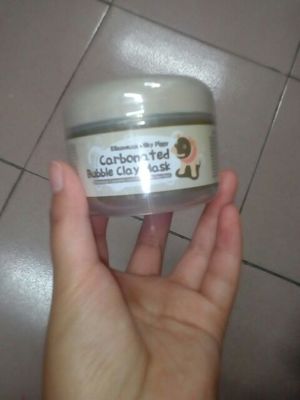 Elizavecca Milky Piggy
Carbonated
Bubble Clay Mask